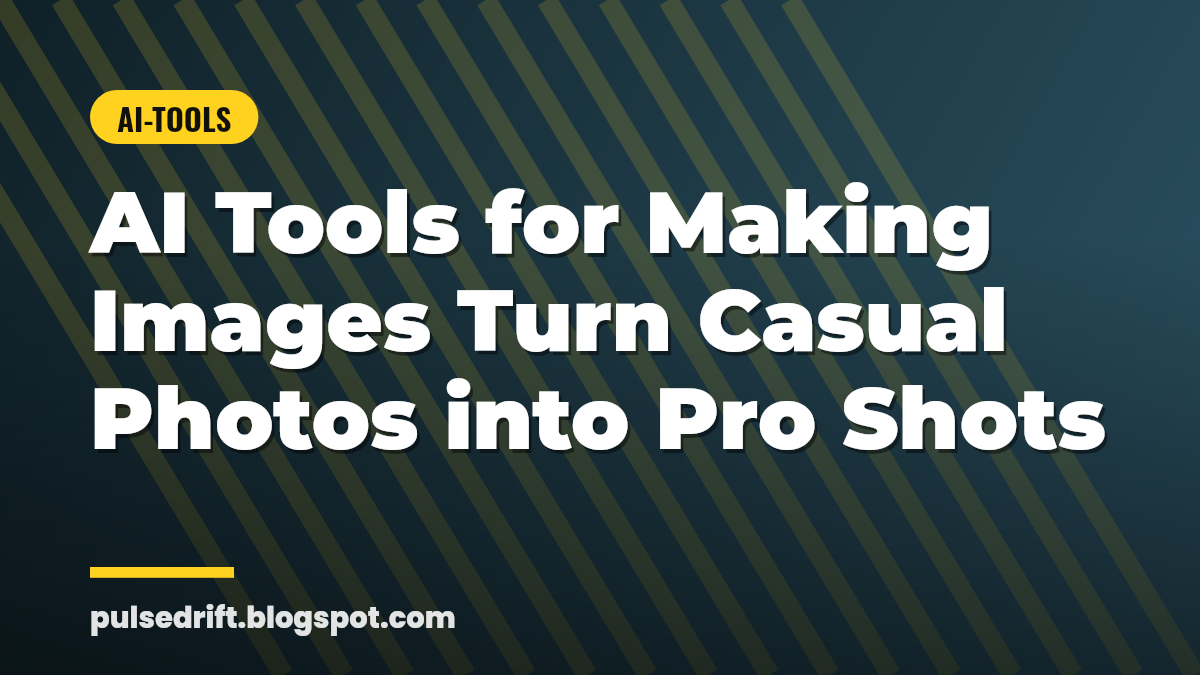 AI-TOOLS
AI Tools for Making
Images Turn Casual
Photos into Pro Shots
pulsedrift.blogspot.com